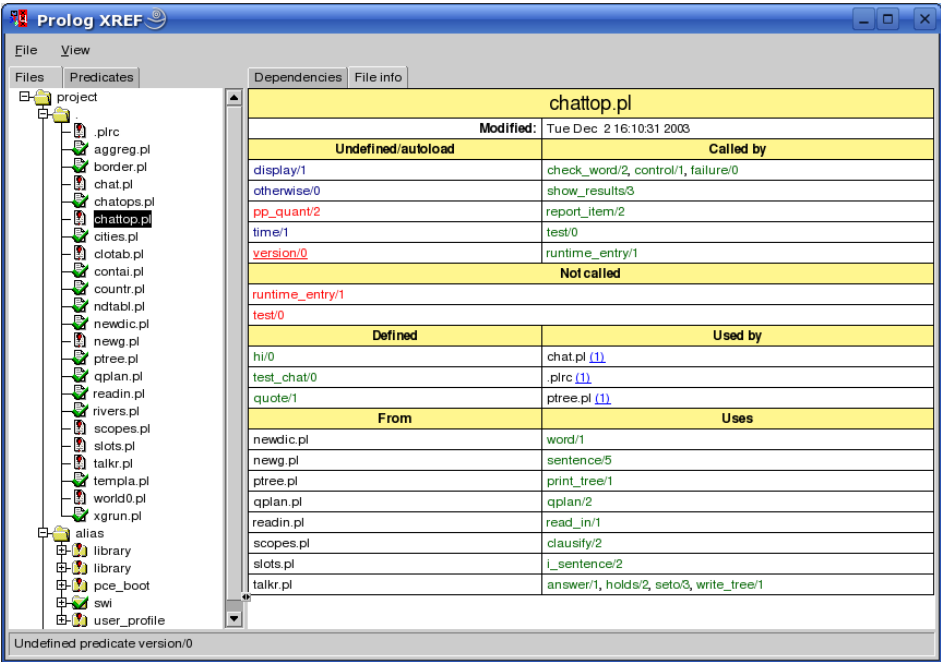 Prolog XREF
File View
Files Predicates
project
.
.plrc
aggreg.pl
border.pl
chat.pl
chatops.pl
chattop.pl
cities.pl
clotab.pl
contai.pl
countr.pl
ndtabl.pl
newdic.pl
newg.pl
ptree.pl
qplan.pl
readin.pl
rivers.pl
scopes.pl
slots.pl
talkr.pl
templa.pl
world0.pl
xgrun.pl
alias
library
library
pce_boot
swi
user_profile
Dependencies File info
chattop.pl
Modified: Tue Dec 2 16:10:31 2003
Undefined/autoload Called by
display/1 check_word/2, control/1, failure/0
otherwise/0 show_results/3
pp_quant/2 report_item/2
time/1 test/0
version/0 runtime_entry/1
Not called
runtime_entry/1
test/0
Defined Used by
hi/0 chat.pl (1)
test_chat/0 .plrc (1)
quote/1 ptree.pl (1)
From Uses
newdic.pl word/1
newg.pl sentence/5
ptree.pl print_tree/1
qplan.pl qplan/2
readin.pl read_in/1
scopes.pl clausify/2
slots.pl i_sentence/2
talkr.pl answer/1, holds/2, seto/3, write_tree/1
Undefined predicate version/0